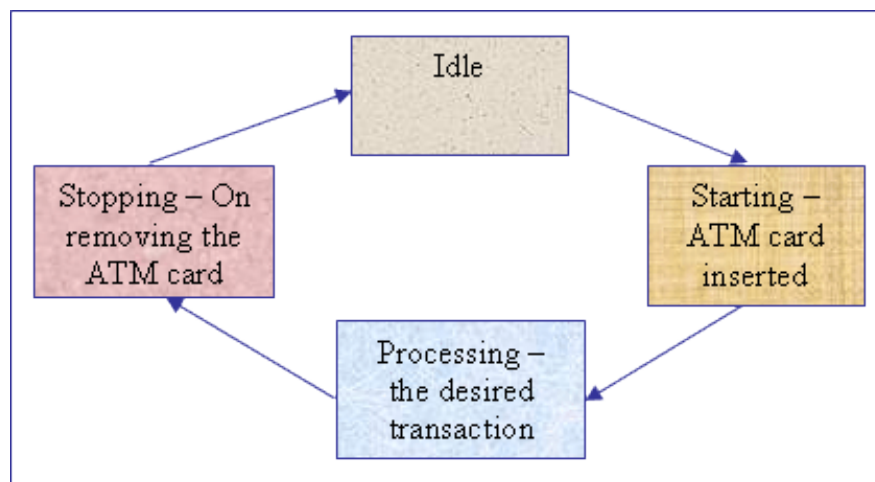 Idle
Stopping – On
removing the
ATM card
Starting –
ATM card
inserted
Processing –
the desired
transaction